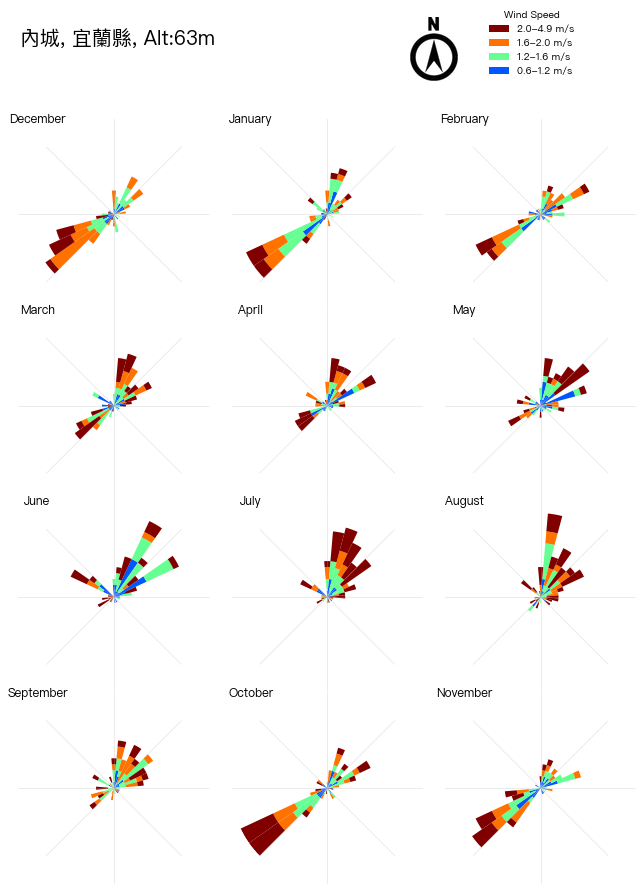 內城, 宜蘭縣, Alt:63m
N
Wind Speed
2.0–4.9 m/s
1.6–2.0 m/s
1.2–1.6 m/s
0.6–1.2 m/s
December
January
February
March
April
May
June
July
August
September
October
November